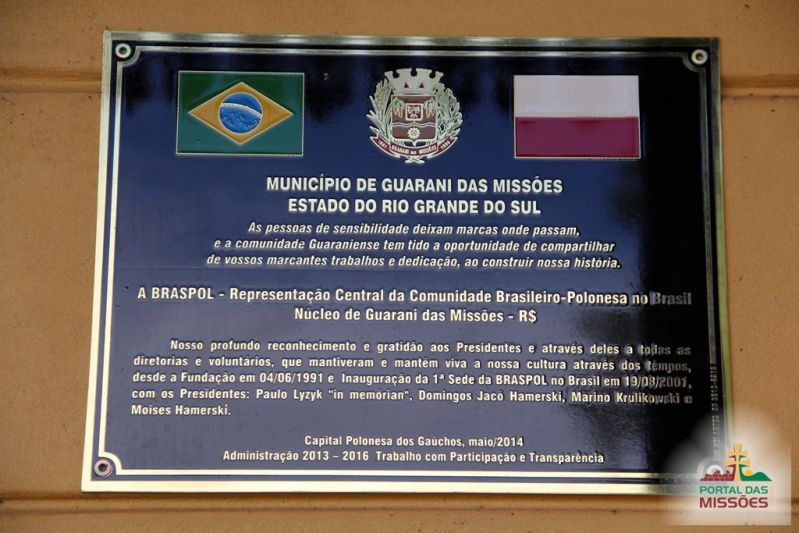 1891 GUARANI DAS MISSÕES 1959
MUNICÍPIO DE GUARANI DAS MISSÕES
ESTADO DO RIO GRANDE DO SUL
As pessoas de sensibilidade deixam marcas onde passam,
e a comunidade Guaraniense tem tido a oportunidade de compartilhar
de vossos marcantes trabalhos e dedicação, ao construir nossa história.
A BRASPOL - Representação Central da Comunidade Brasileiro-Polonesa no Brasil
Núcleo de Guarani das Missões - R$
Nosso profundo reconhecimento e gratidão aos Presidentes e através deles a todas as
diretorias e voluntários, que mantiveram e mantém viva a nossa cultura através dos tempos,
desde a Fundação em 04/06/1991 e Inauguração da 1ª Sede da BRASPOL no Brasil em 19/08/2001,
com os Presidentes: Paulo Lyzyk "in memórian", Domingos Jacó Hamerski, Marino Krulikowski e
Moises Hamerski.
Capital Polonesa dos Gaúchos, maio/2014
Administração 2013 – 2016 Trabalho com Participação e Transparência
PORTAL DAS
MISSÕES